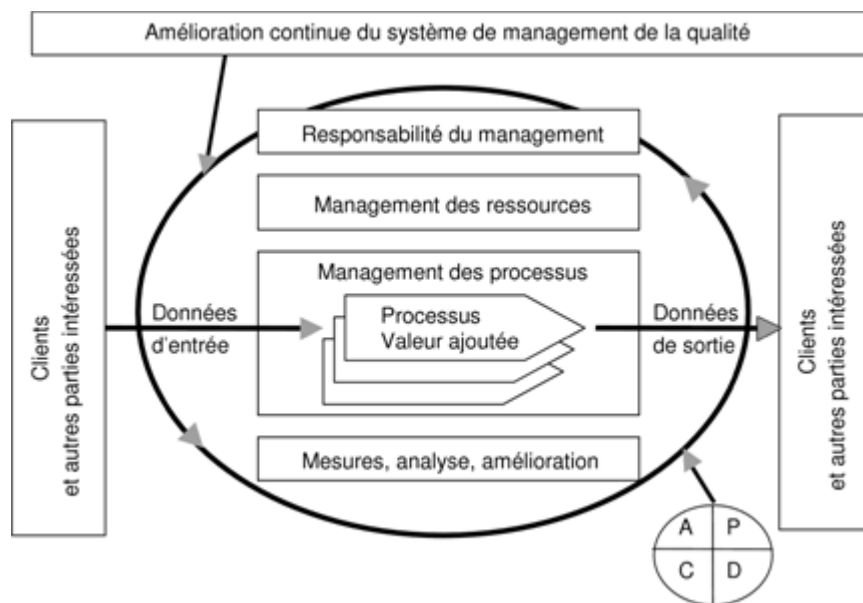 Amélioration continue du système de management de la qualité
Clients
et autres parties intéressées
Responsabilité du management
Management des ressources
Management des processus
Données
d'entrée
Processus
Valeur ajoutée
Données
de sortie
Mesures, analyse, amélioration
Clients
et autres parties intéressées
A P
C D